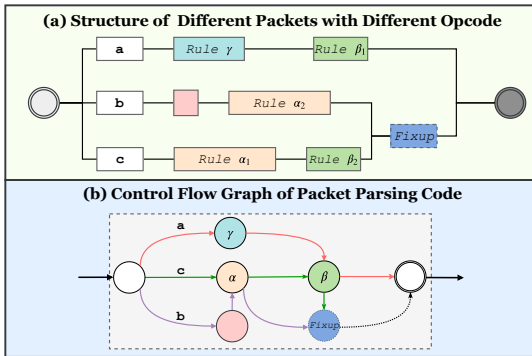 (a) Structure of Different Packets with Different Opcode
a Rule γ Rule β1
b Rule α2
Fixup
c Rule α1 Rule β2
(b) Control Flow Graph of Packet Parsing Code
a
γ
c α β
b
Fixup